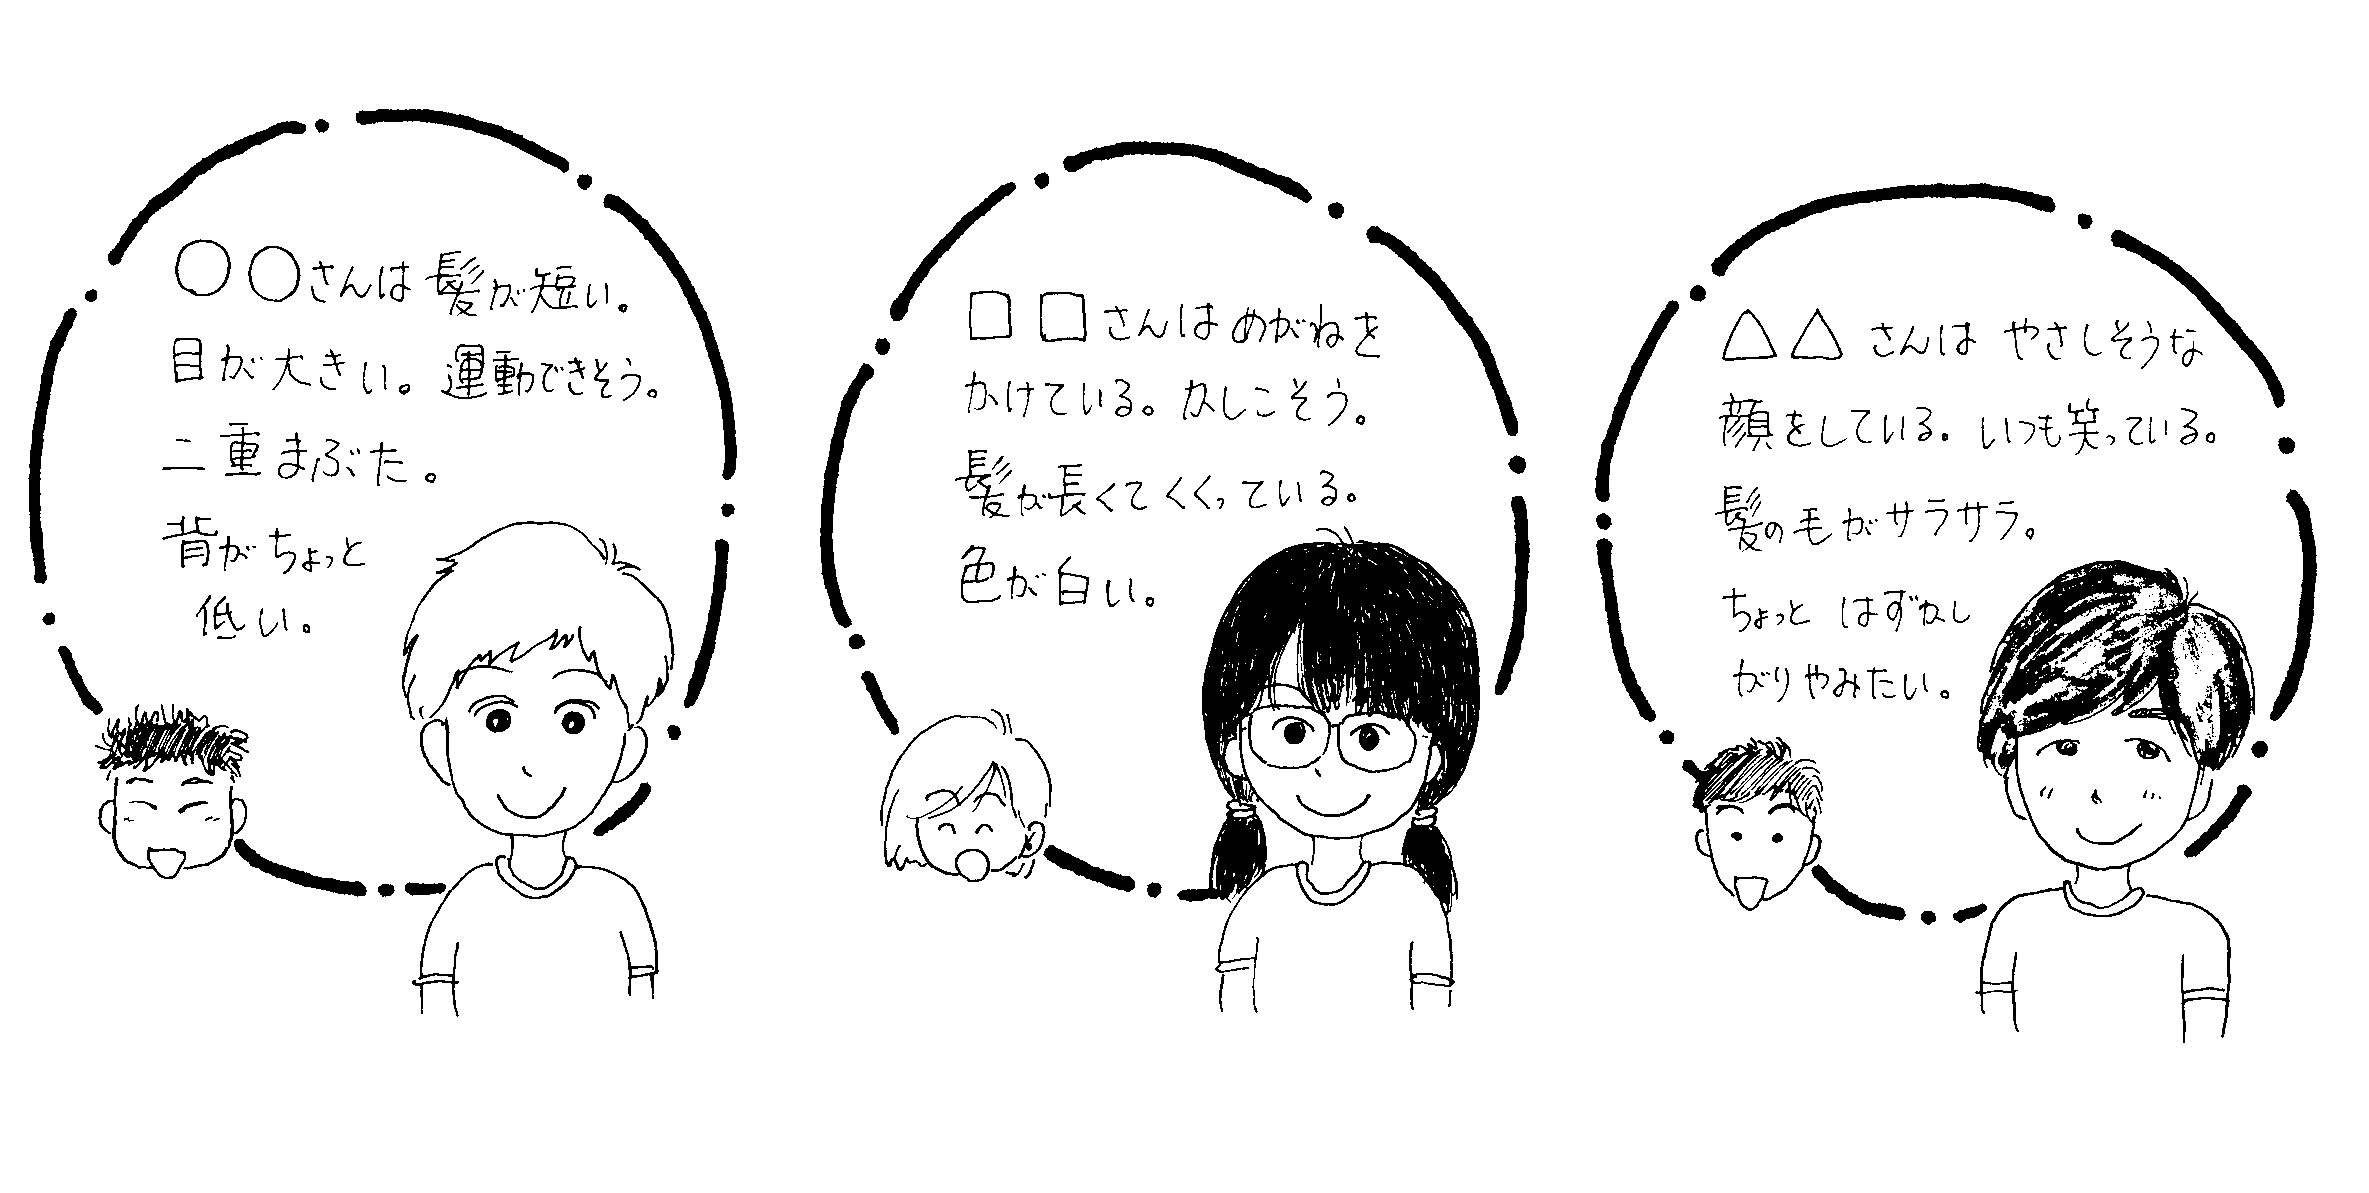 ○○さんは髪が短い。
目が大きい。運動できそう。
二重まぶた。
背がちょっと
低い。
□□さんはめがねを
かけている。かしこそう。
髪が長くてくくっている。
色が白い。
△△さんはやさしそうな
顔をしている。いつも笑っている。
髪の毛がサラサラ。
ちょっとはずかし
がりやみたい。